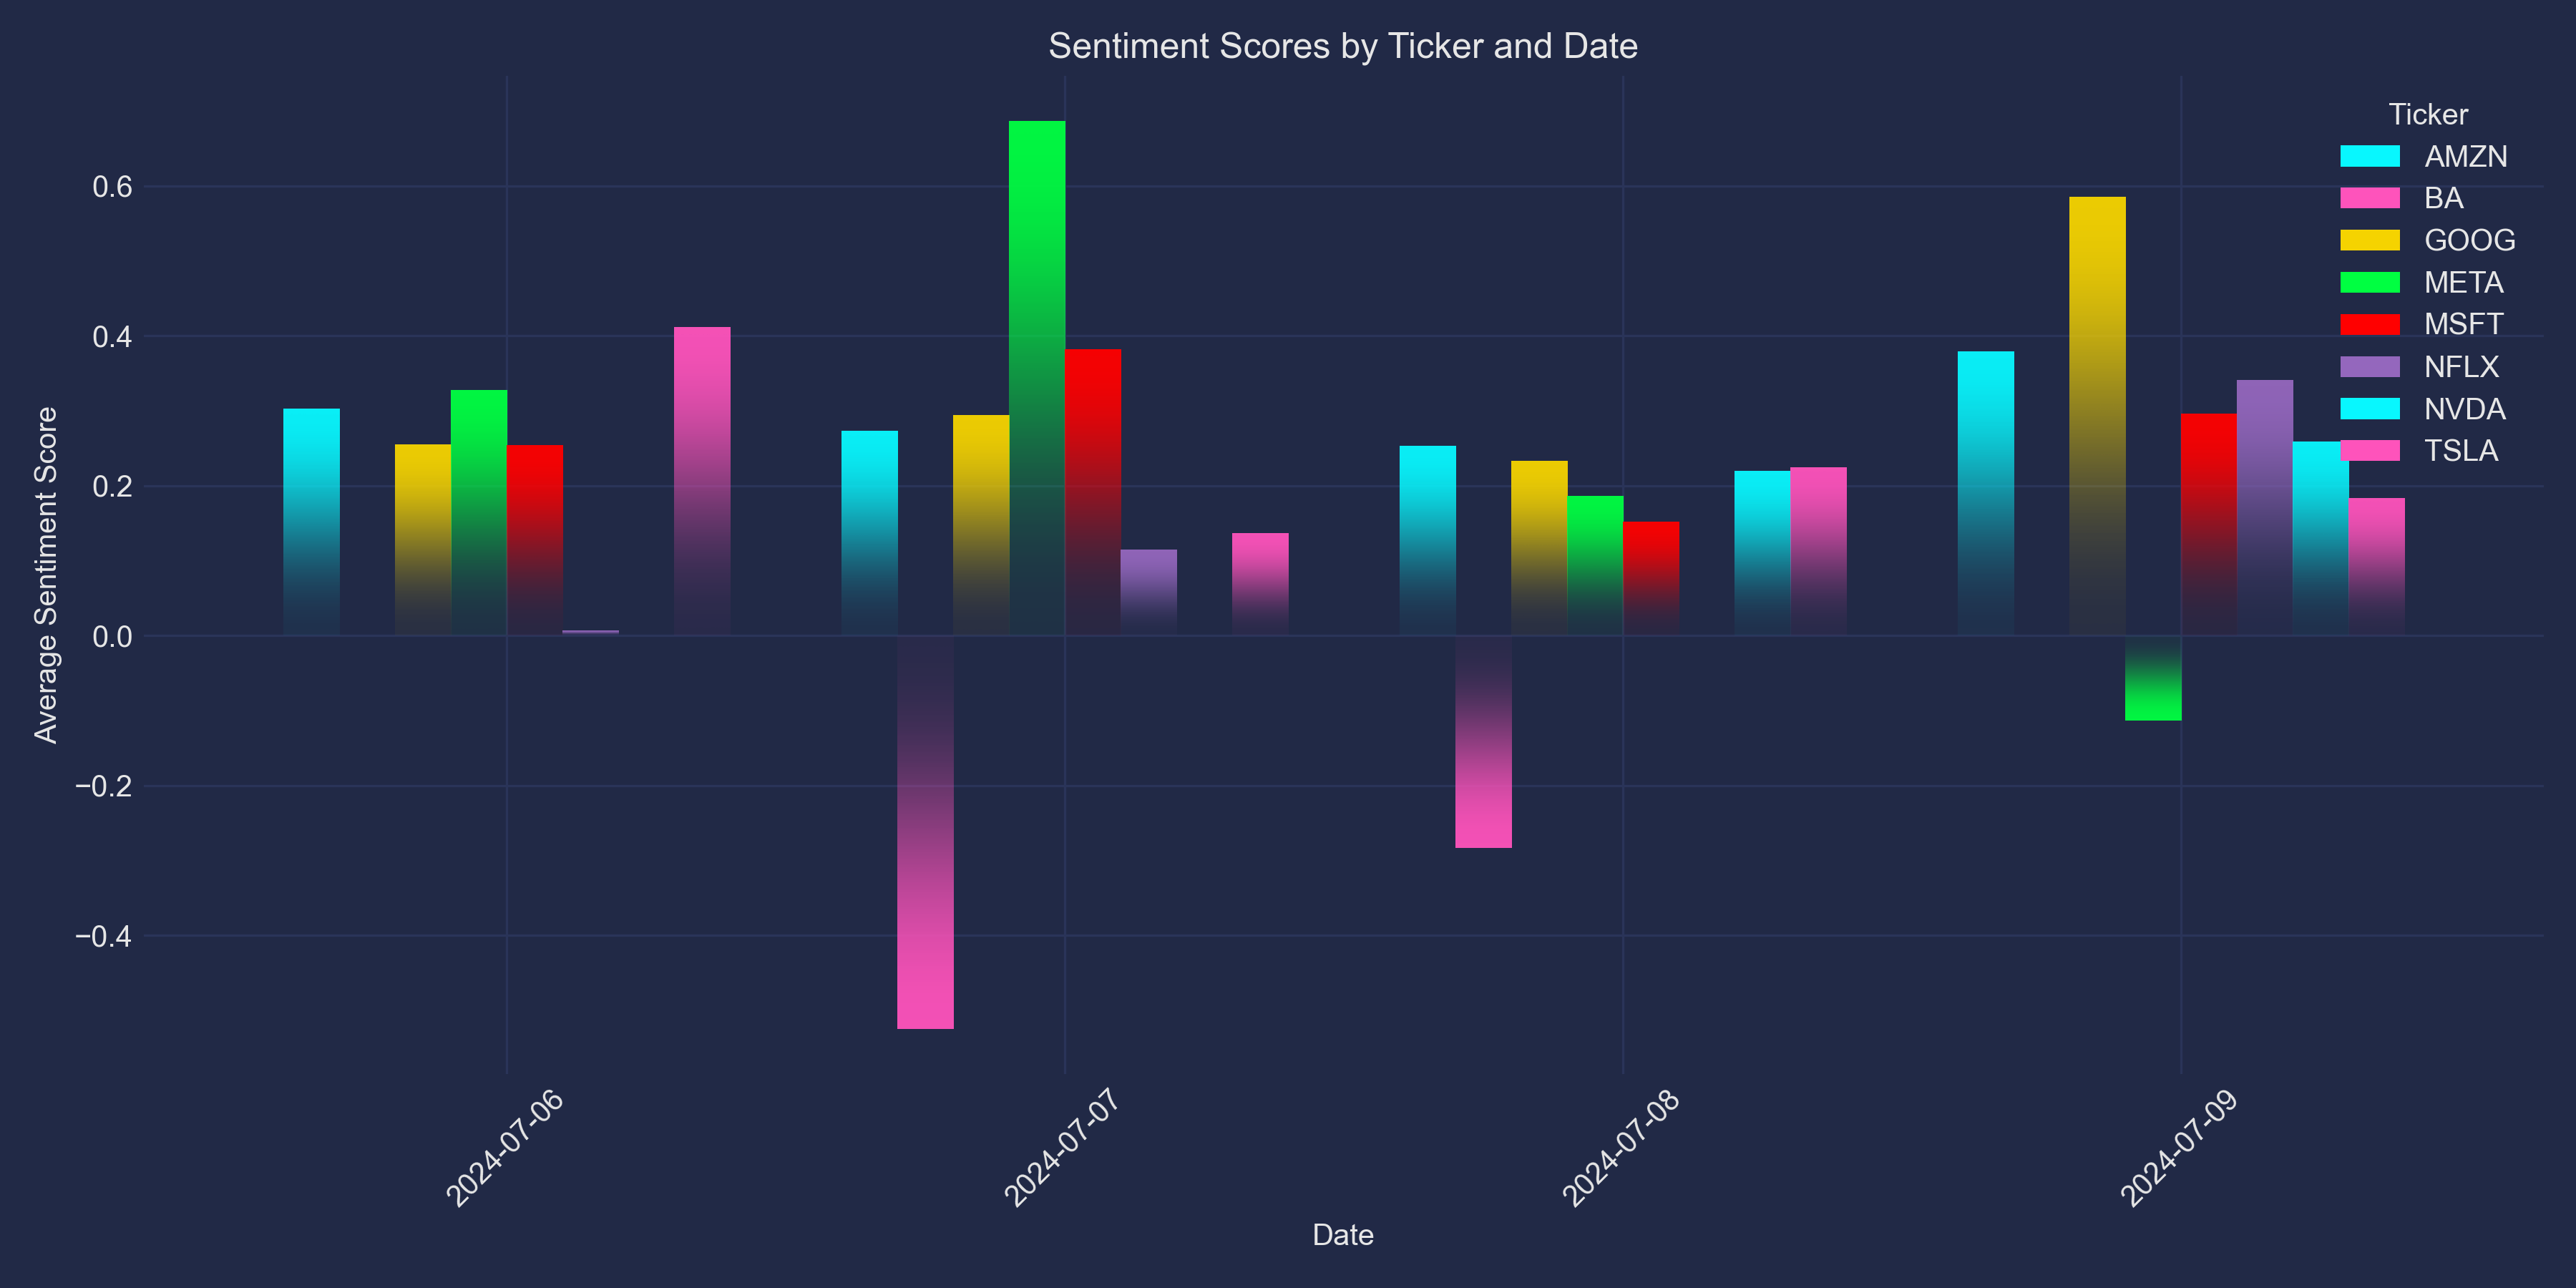 Sentiment Scores by Ticker and Date
Ticker
AMZN
BA
GOOG
META
MSFT
NFLX
NVDA
TSLA
Average Sentiment Score
0.6
0.4
0.2
0.0
−0.2
−0.4
2024-07-06
2024-07-07
2024-07-08
2024-07-09
Date